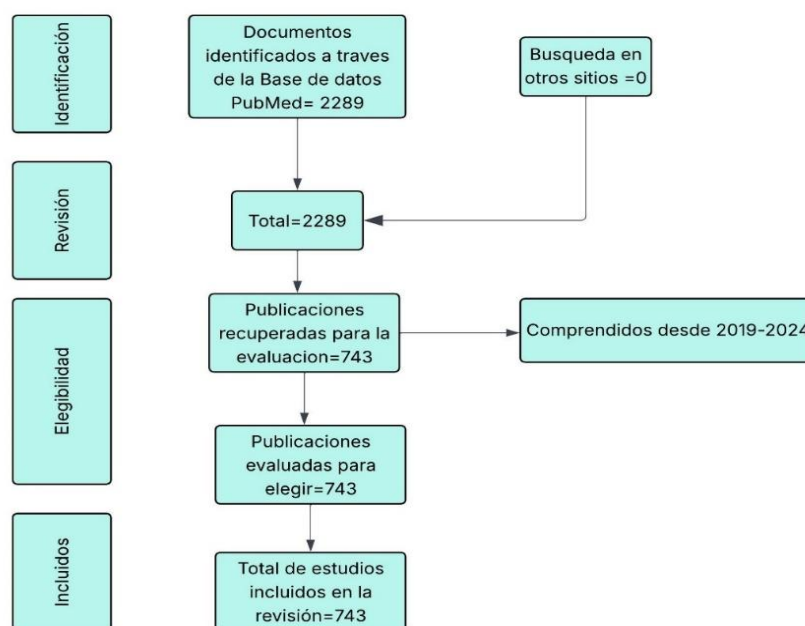 Identificación
Documentos
identificados a traves
de la Base de datos
PubMed= 2289
Busqueda en
otros sitios =0
Revisión
Total=2289
Elegibilidad
Publicaciones
recuperadas para la
evaluacion=743
Comprendidos desde 2019-2024
Publicaciones
evaluadas para
elegir=743
Incluidos
Total de estudios
incluidos en la
revisión=743